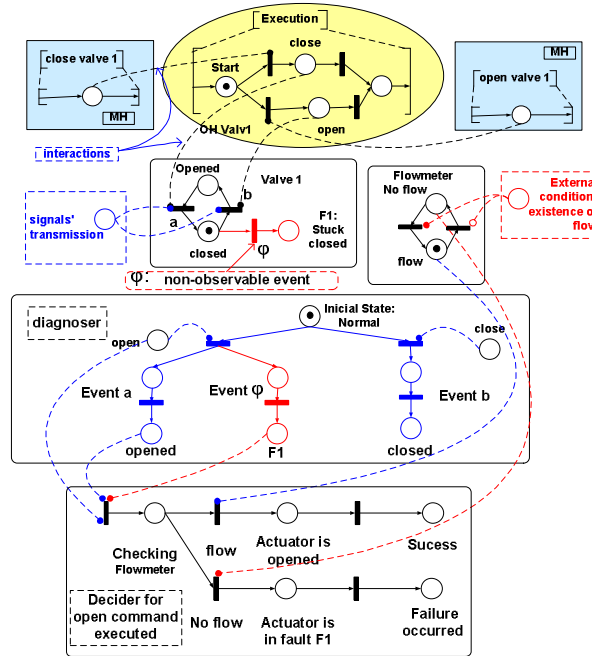 Execution
close valve 1
MH
close
Start
OH Valv1
open
MH
open valve 1
interactions
Opened
Valve 1
b
a
closed
F1:
Stuck
closed
φ
signals'
transmission
φ: non-observable event
Flowmeter
No flow
flow
External
condition
existence o
flow
diagnoser
Inicial State:
Normal
open
close
Event a
Event φ
Event b
opened
F1
closed
Checking
Flowmeter
flow
Actuator is
opened
Sucess
Decider for
open command
executed
No flow
Actuator is
in fault F1
Failure
occurred